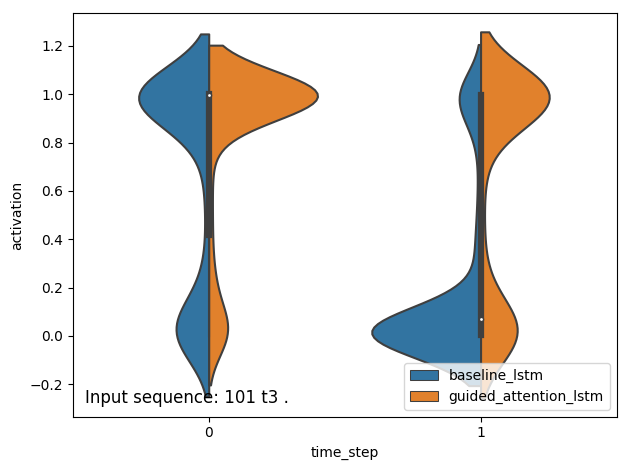 1.2
1.0
0.8
0.6
0.4
0.2
0.0
−0.2
activation
Input sequence: 101 t3 .
baseline_lstm
guided_attention_lstm
0
1
time_step